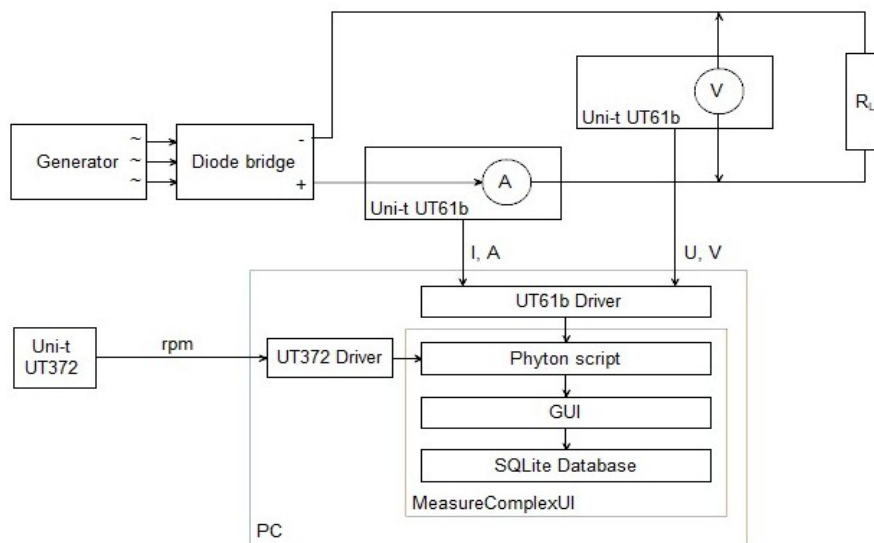 V
Uni-t UT61b
R_L
Generator
~
~
~
Diode bridge
-
+
A
Uni-t UT61b
I, A
U, V
UT61b Driver
Uni-t
UT372
rpm
UT372 Driver
Phyton script
GUI
SQLite Database
MeasureComplexUI
PC